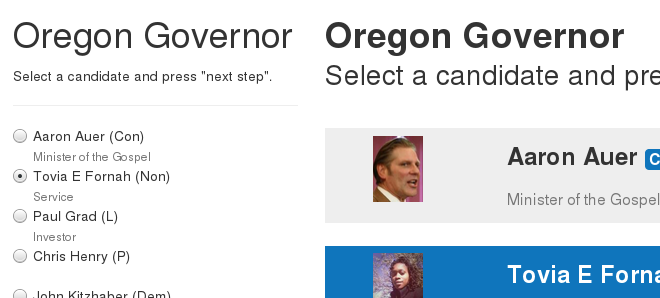 Oregon Governor
Select a candidate and press "next step".
Aaron Auer (Con)
Minister of the Gospel
Tovia E Fornah (Non)
Service
Paul Grad (L)
Investor
Chris Henry (P)
John Kitzhaber (Dem)
Oregon Governor
Select a candidate and pre
Aaron Auer C
Minister of the Gospel
Tovia E Forna